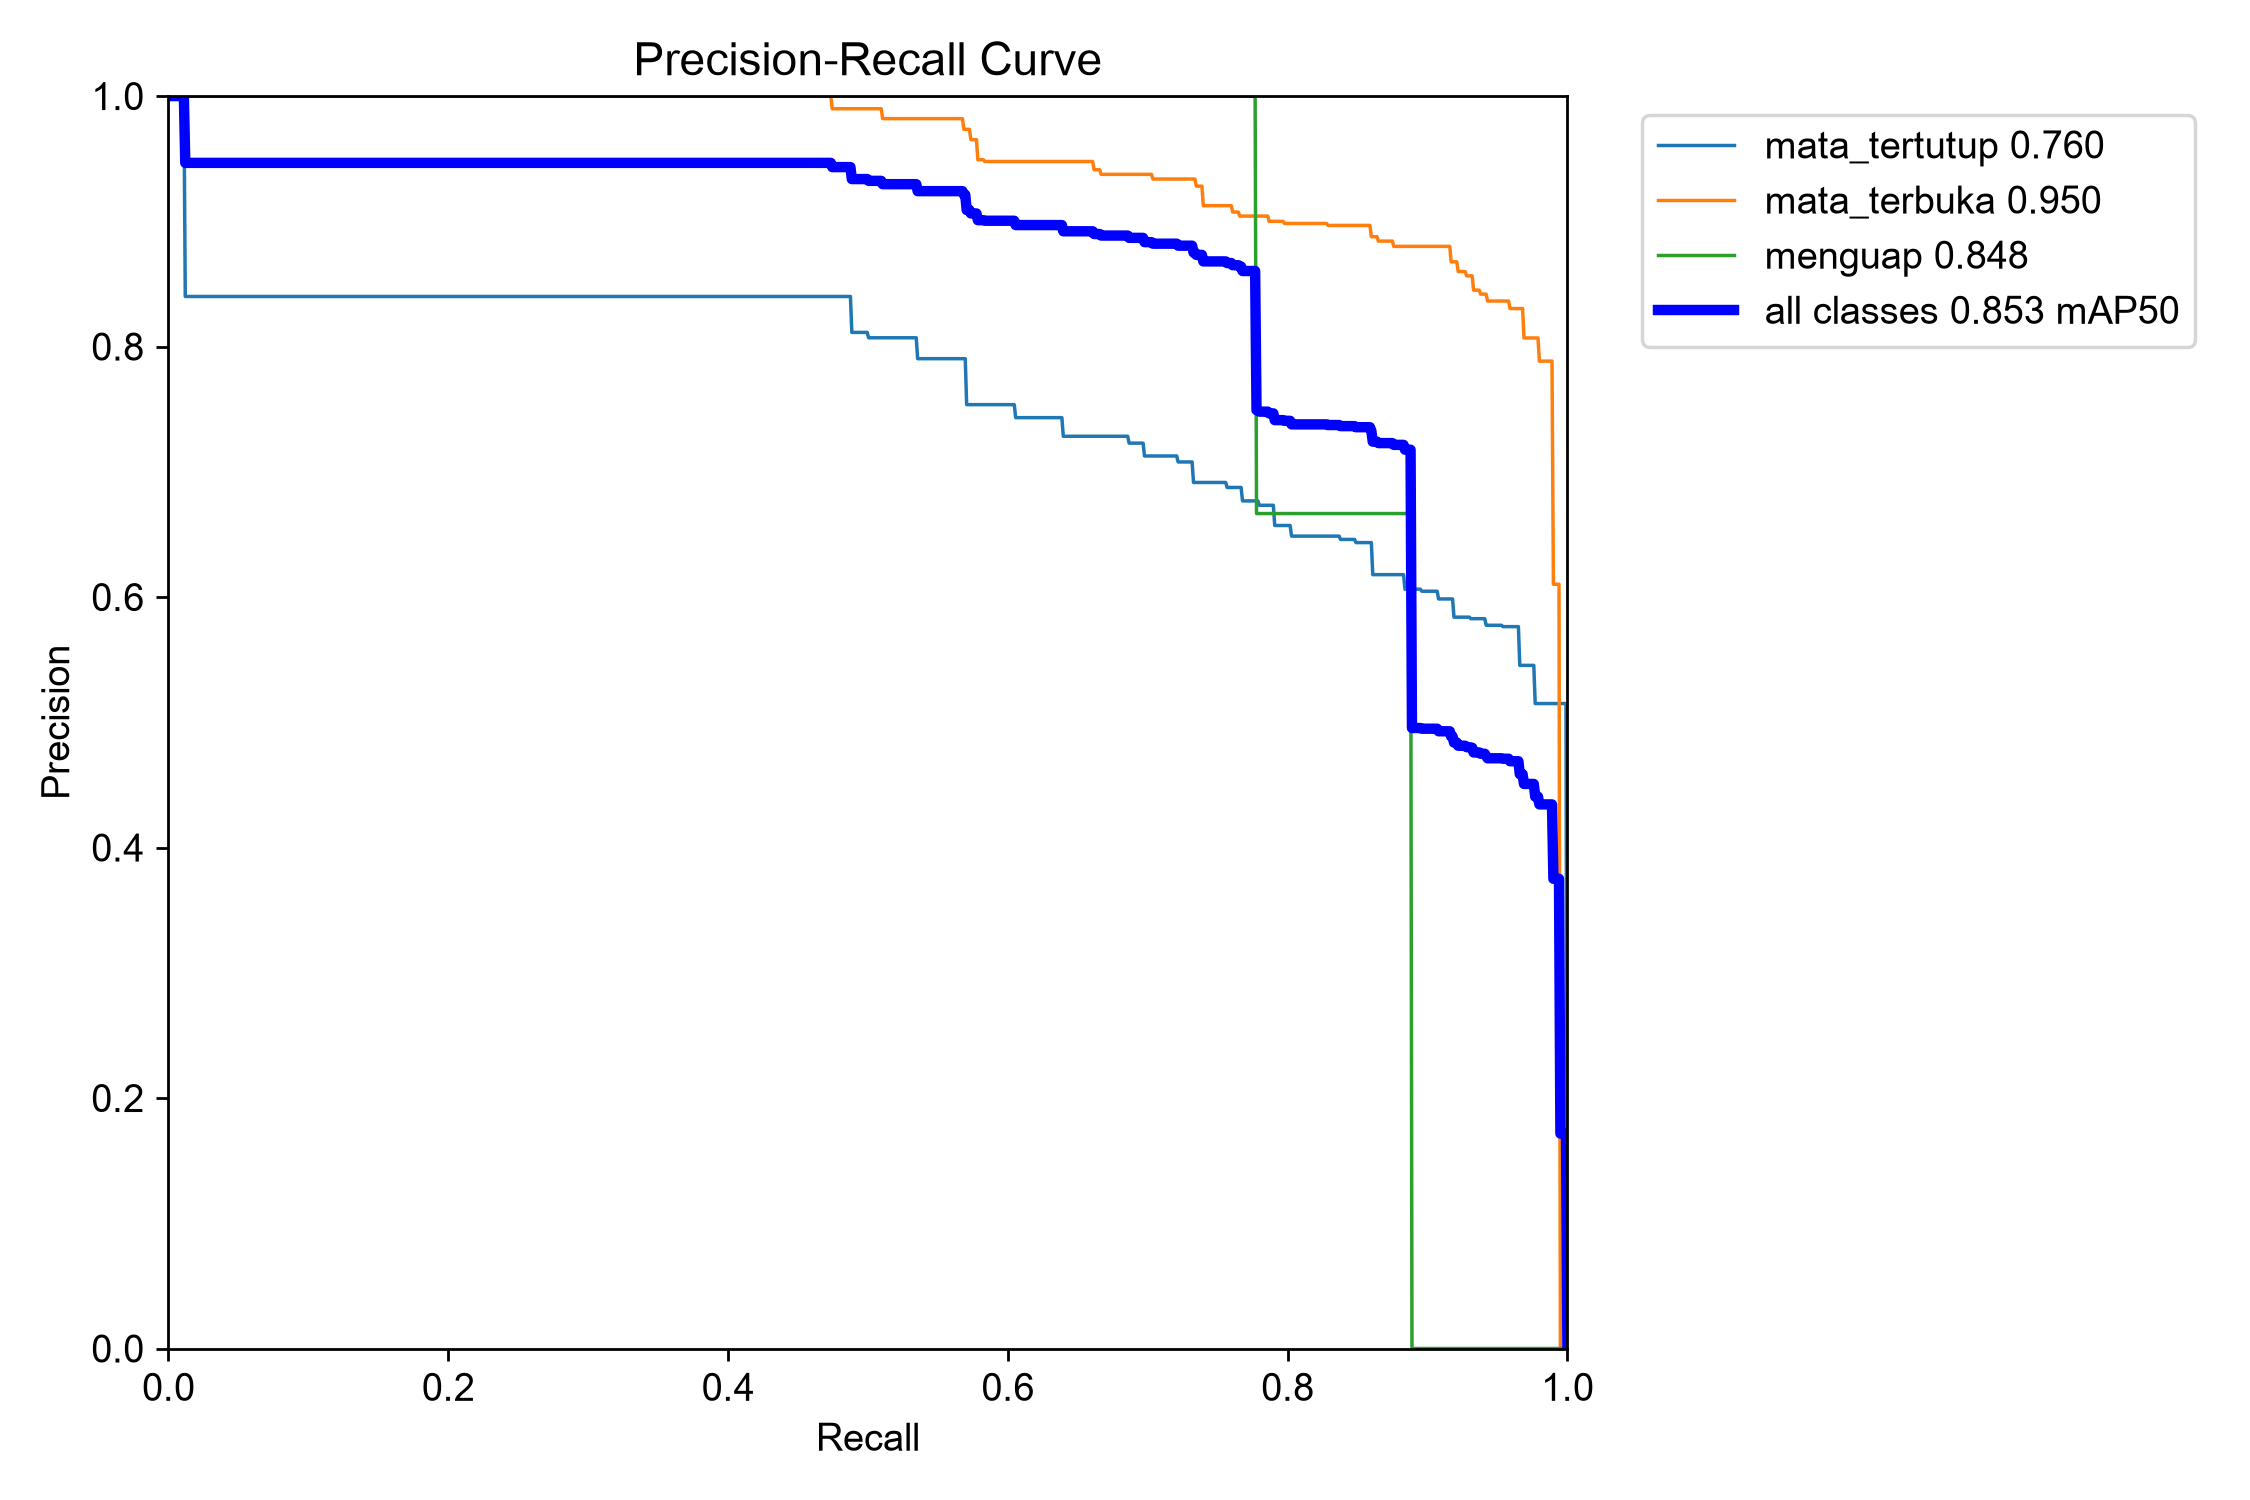 Precision-Recall Curve
1.0
0.8
0.6
0.4
0.2
0.0
Precision
0.0 0.2 0.4 0.6 0.8 1.0
Recall
mata_tertutup 0.760
mata_terbuka 0.950
menguap 0.848
all classes 0.853 mAP50